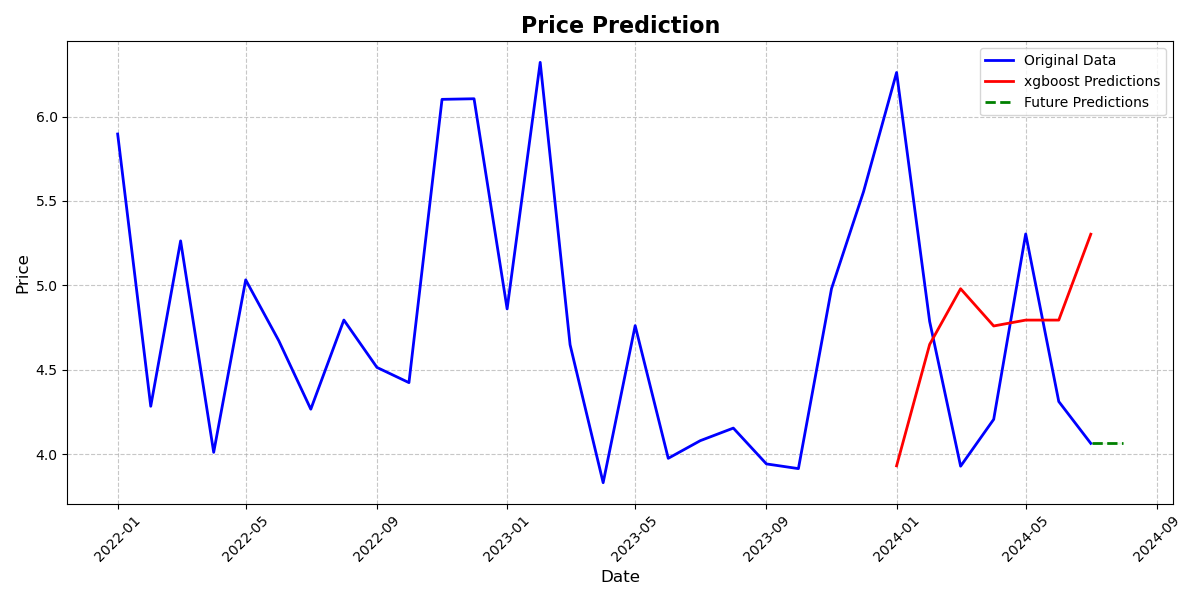 Price Prediction
Original Data
xgboost Predictions
Future Predictions
Price
6.0
5.5
5.0
4.5
4.0
2022-01
2022-05
2022-09
2023-01
2023-05
2023-09
2024-01
2024-05
2024-09
Date